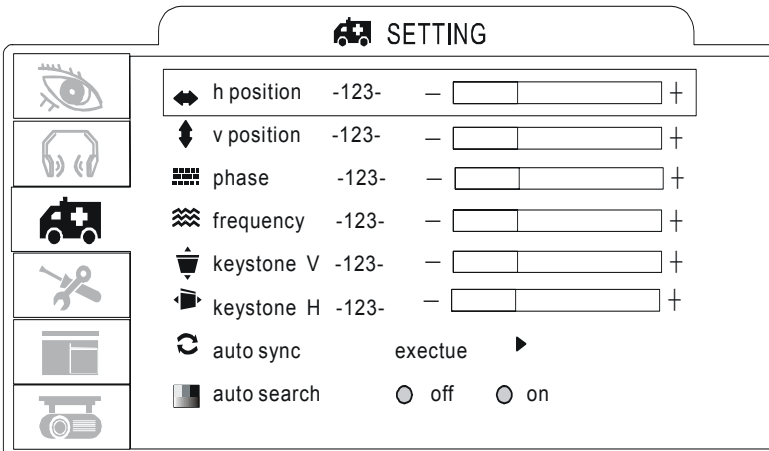 SETTING
h position -123- − +
v position -123- − +
phase -123- − +
frequency -123- − +
keystone V -123- − +
keystone H -123- − +
auto sync exectue
auto search off on